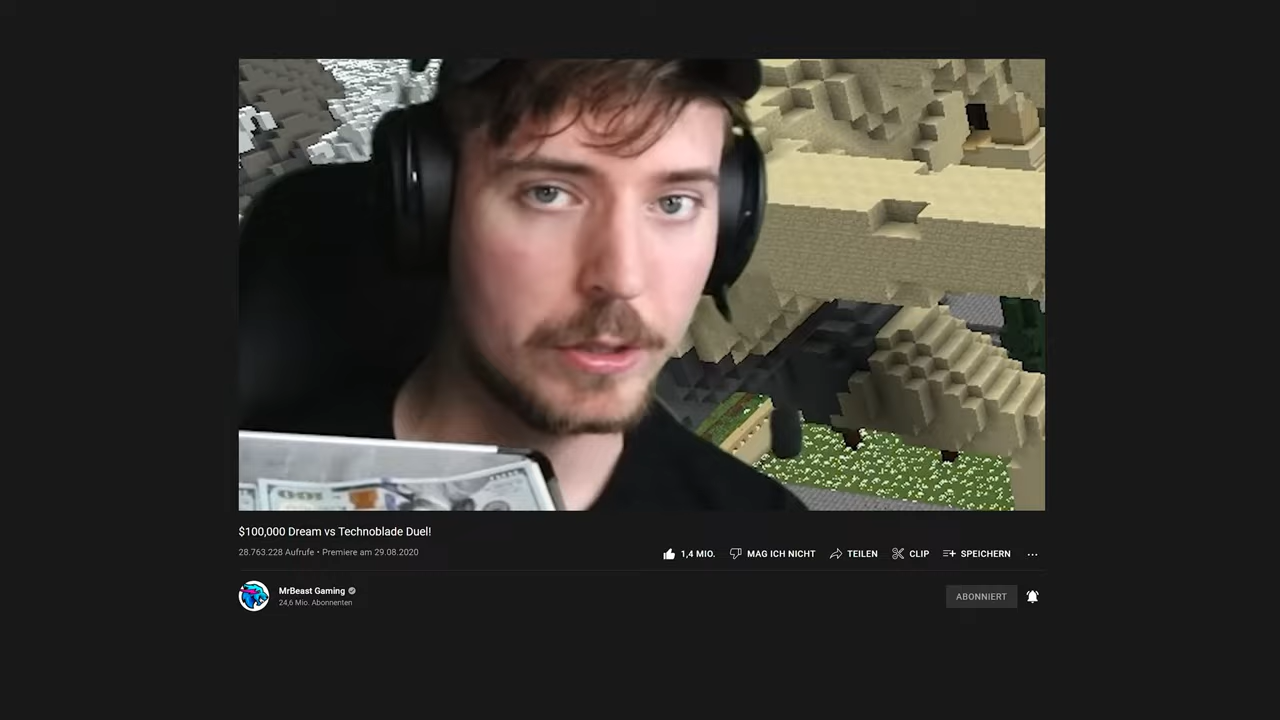 100
$100,000 Dream vs Technoblade Duel!
28.763.228 Aufrufe • Premiere am 29.08.2020
1,4 MIO. MAG ICH NICHT TEILEN CLIP SPEICHERN ...
MrBeast Gaming
24,6 Mio. Abonnenten
ABONNIERT